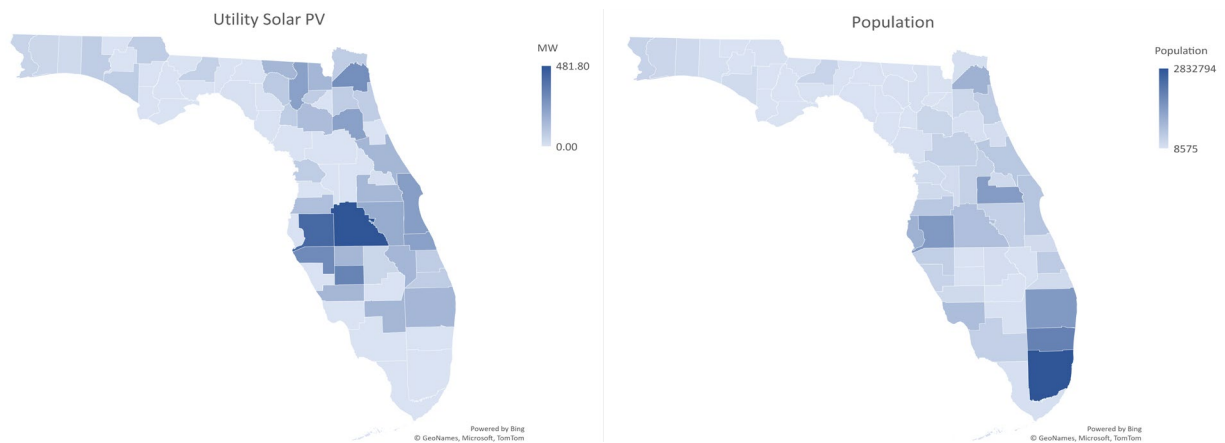 Utility Solar PV
MW
481.80
0.00
Powered by Bing
© GeoNames, Microsoft, TomTom
Population
Population
2832794
8575
Powered by Bing
© GeoNames, Microsoft, TomTom